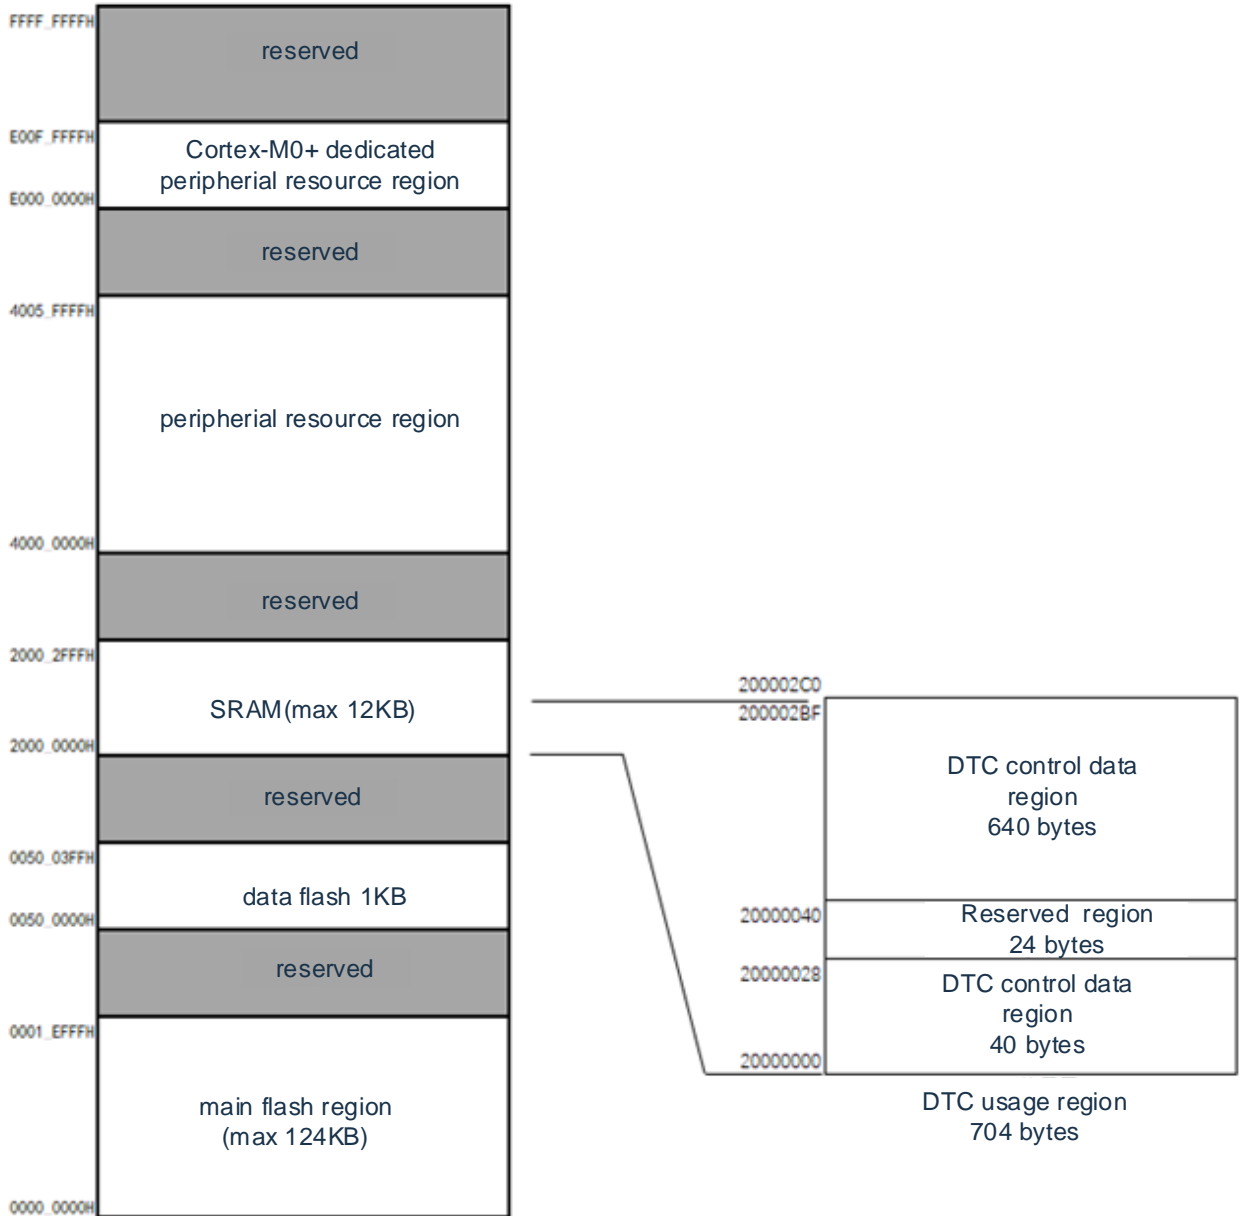 FFFF_FFFFH
reserved
E00F_FFFFH
Cortex-M0+ dedicated
peripherial resource region
E000_0000H
reserved
4005_FFFFH
peripherial resource region
4000_0000H
reserved
2000_2FFFH
SRAM(max 12KB)
2000_0000H
reserved
0050_03FFH
data flash 1KB
0050_0000H
reserved
0001_EFFFH
main flash region
(max 124KB)
0000_0000H
200002C0
200002BF
DTC control data
region
640 bytes
20000040
Reserved region
24 bytes
20000028
DTC control data
region
40 bytes
20000000
DTC usage region
704 bytes